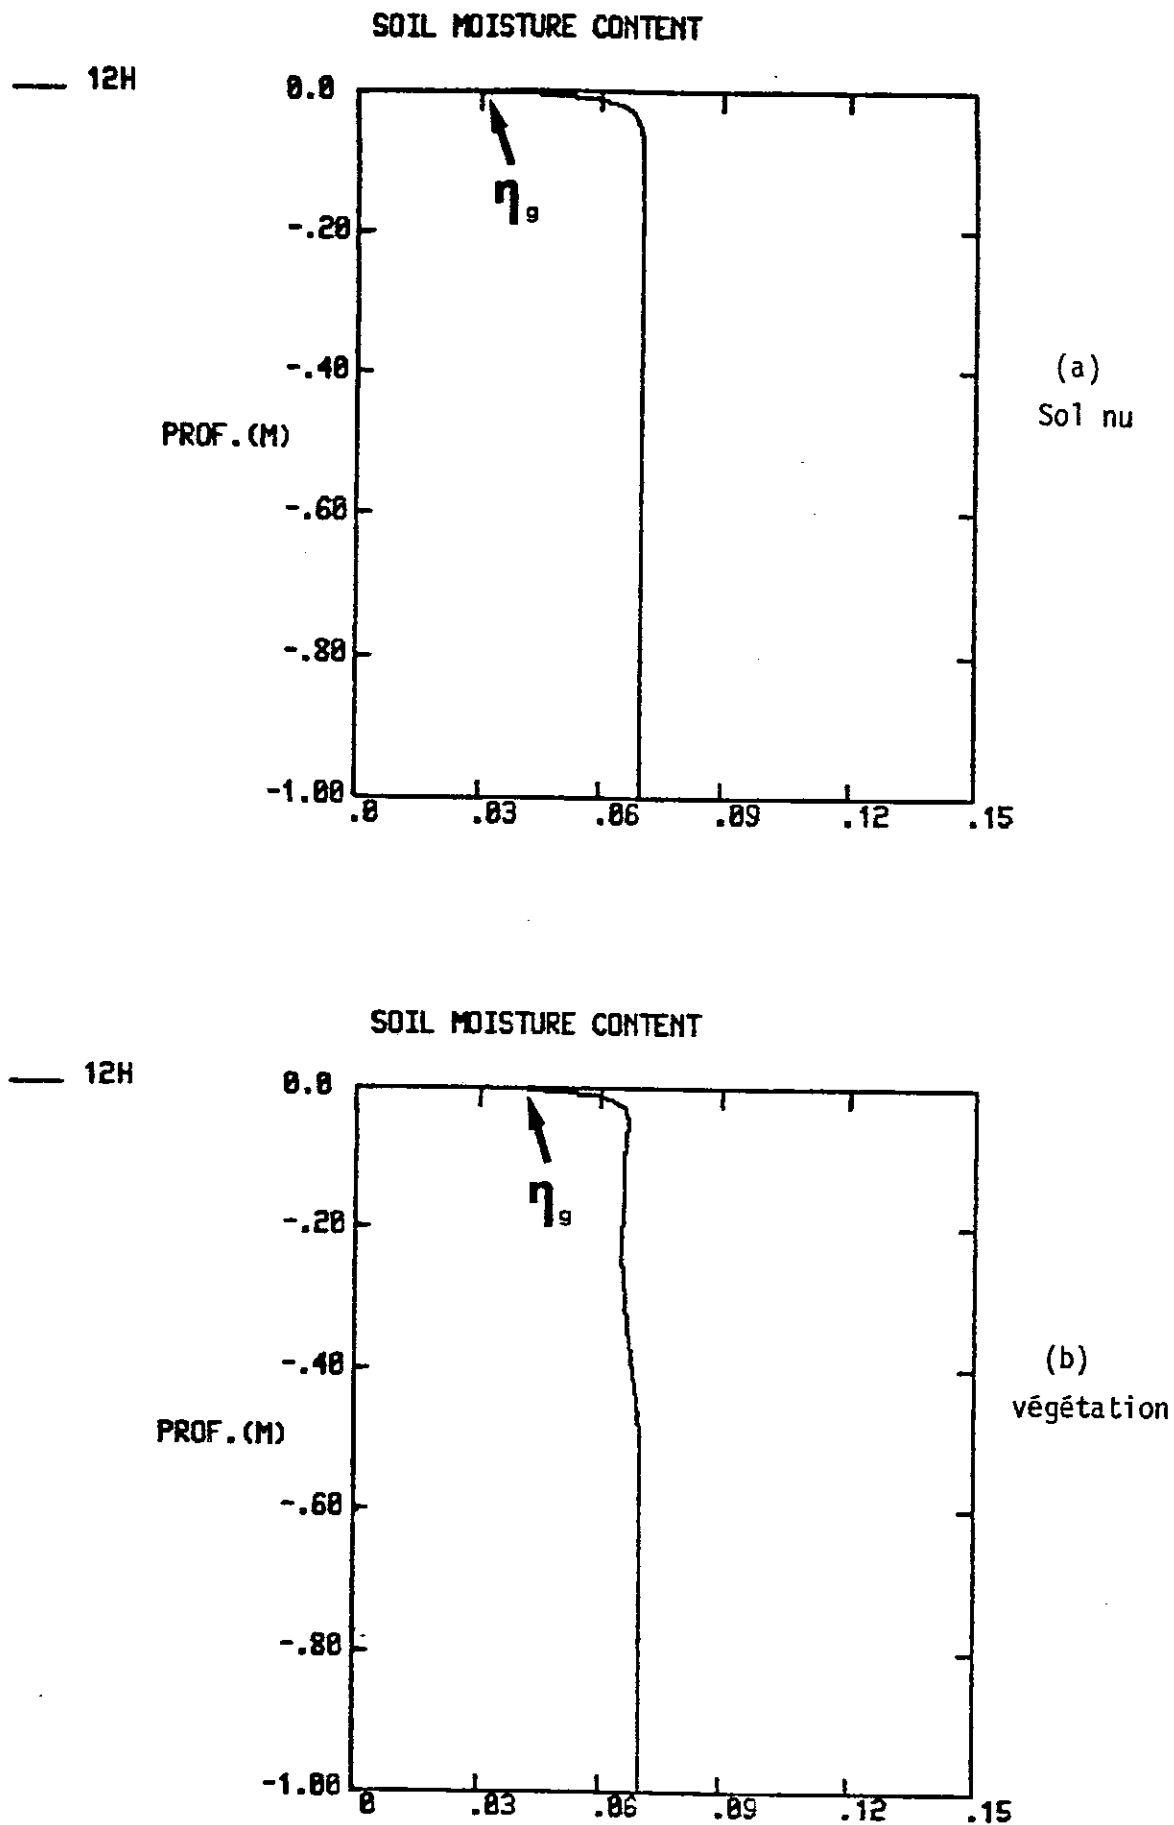 SOIL MOISTURE CONTENT
12H
0.0
ηg
-.20
-.40
(a)
Sol nu
PROF.(M)
-.60
-.80
-1.00
.0 .03 .06 .09 .12 .15
SOIL MOISTURE CONTENT
12H
0.0
ηg
-.20
-.40
(b)
végétation
PROF.(M)
-.60
-.80
-1.00
0 .03 .06 .09 .12 .15